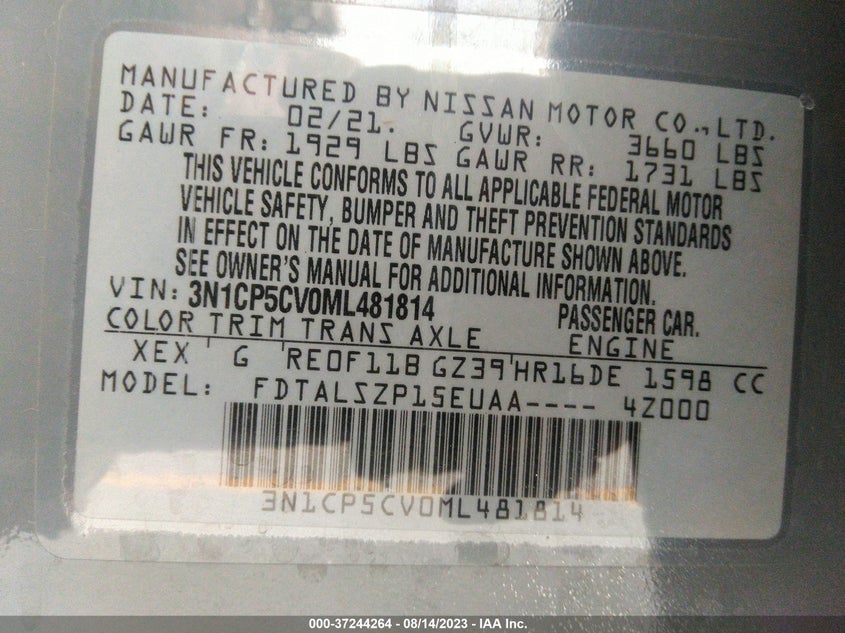 MANUFACTURED BY NISSAN MOTOR CO.,LTD.
DATE: 02/21. GVWR: 3660 LBS
GAWR FR: 1929 LBS GAWR RR: 1731 LBS
THIS VEHICLE CONFORMS TO ALL APPLICABLE FEDERAL MOTOR
VEHICLE SAFETY, BUMPER AND THEFT PREVENTION STANDARDS
IN EFFECT ON THE DATE OF MANUFACTURE SHOWN ABOVE.
SEE OWNER'S MANUAL FOR ADDITIONAL INFORMATION.
VIN: 3N1CP5CV0ML481814 PASSENGER CAR.
COLOR TRIM TRANS AXLE ENGINE
XEX G RE0F11B GZ39 HR16DE 1598 CC
MODEL: FDTALSZP15EUAA---- 4Z000
3N1CP5CV0ML481814
000-37244264 - 08/14/2023 - IAA Inc.